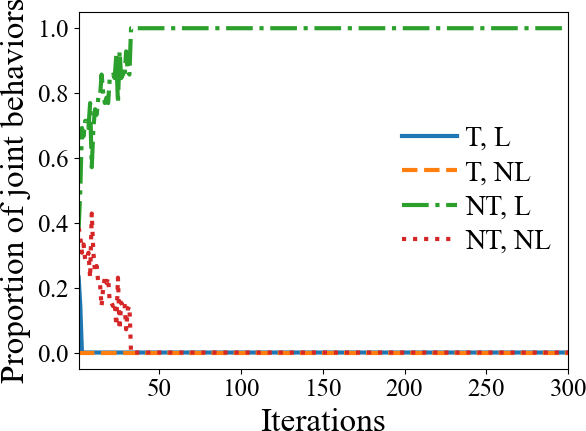 Proportion of joint behaviors
1.0
0.8
0.6
0.4
0.2
0.0
T, L
T, NL
NT, L
NT, NL
50
100
150
200
250
300
Iterations